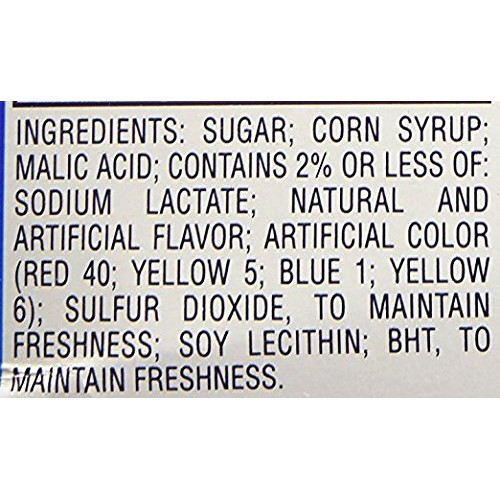 INGREDIENTS: SUGAR; CORN SYRUP;
MALIC ACID; CONTAINS 2% OR LESS OF:
SODIUM LACTATE; NATURAL AND
ARTIFICIAL FLAVOR; ARTIFICIAL COLOR
(RED 40; YELLOW 5; BLUE 1; YELLOW
6); SULFUR DIOXIDE, TO MAINTAIN
FRESHNESS; SOY LECITHIN; BHT, TO
MAINTAIN FRESHNESS.